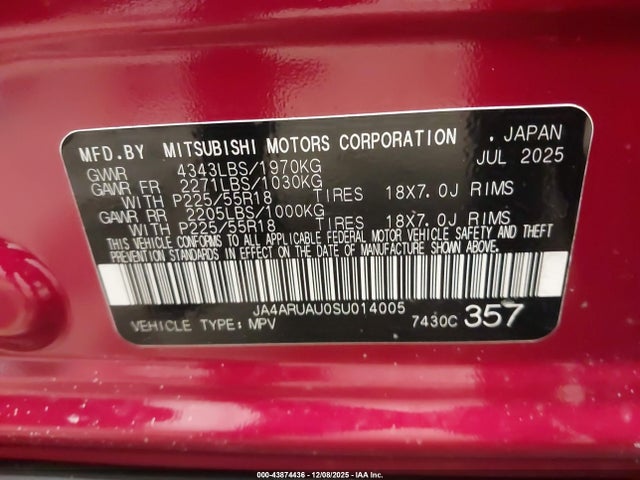 MFD.BY MITSUBISHI MOTORS CORPORATION , JAPAN
GWR 4343LBS/1970KG JUL 2025
GAWR FR 2271LBS/1030KG
WITH P225/55R18 TIRES 18X7.0J RIMS
GAWR RR 2205LBS/1000KG
WITH P225/55R18 TIRES 18X7.0J RIMS
THIS VEHICLE CONFORMS TO ALL APPLICABLE FEDERAL MOTOR VEHICLE SAFETY AND THEFT
PREVENTION STANDARDS IN EFFECT ON THE DATE OF MANUFACTURE SHOWN ABOVE.
JA4ARUAU0SU014005
VEHICLE TYPE:MPV 7430C 357
000-43874436 - 12/08/2025 - IAA Inc.